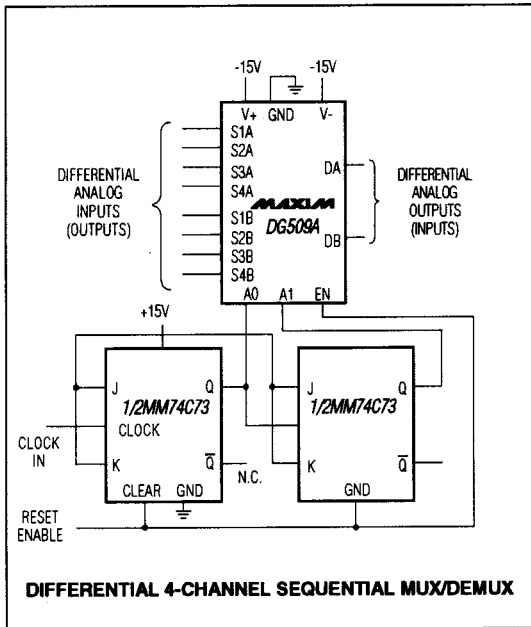 -15V -15V
V+ GND V-
S1A
S2A
S3A
S4A
S1B
S2B
S3B
S4B
DIFFERENTIAL
ANALOG
INPUTS
(OUTPUTS)
MAXIM
DG509A
DA
DB
DIFFERENTIAL
ANALOG
OUTPUTS
(INPUTS)
A0 A1 EN
+15V
J Q
1/2MM74C73
CLOCK
K Q̅
CLEAR GND
CLOCK
IN
N.C.
J Q
1/2MM74C73
K Q̅
GND
RESET
ENABLE
DIFFERENTIAL 4-CHANNEL SEQUENTIAL MUX/DEMUX